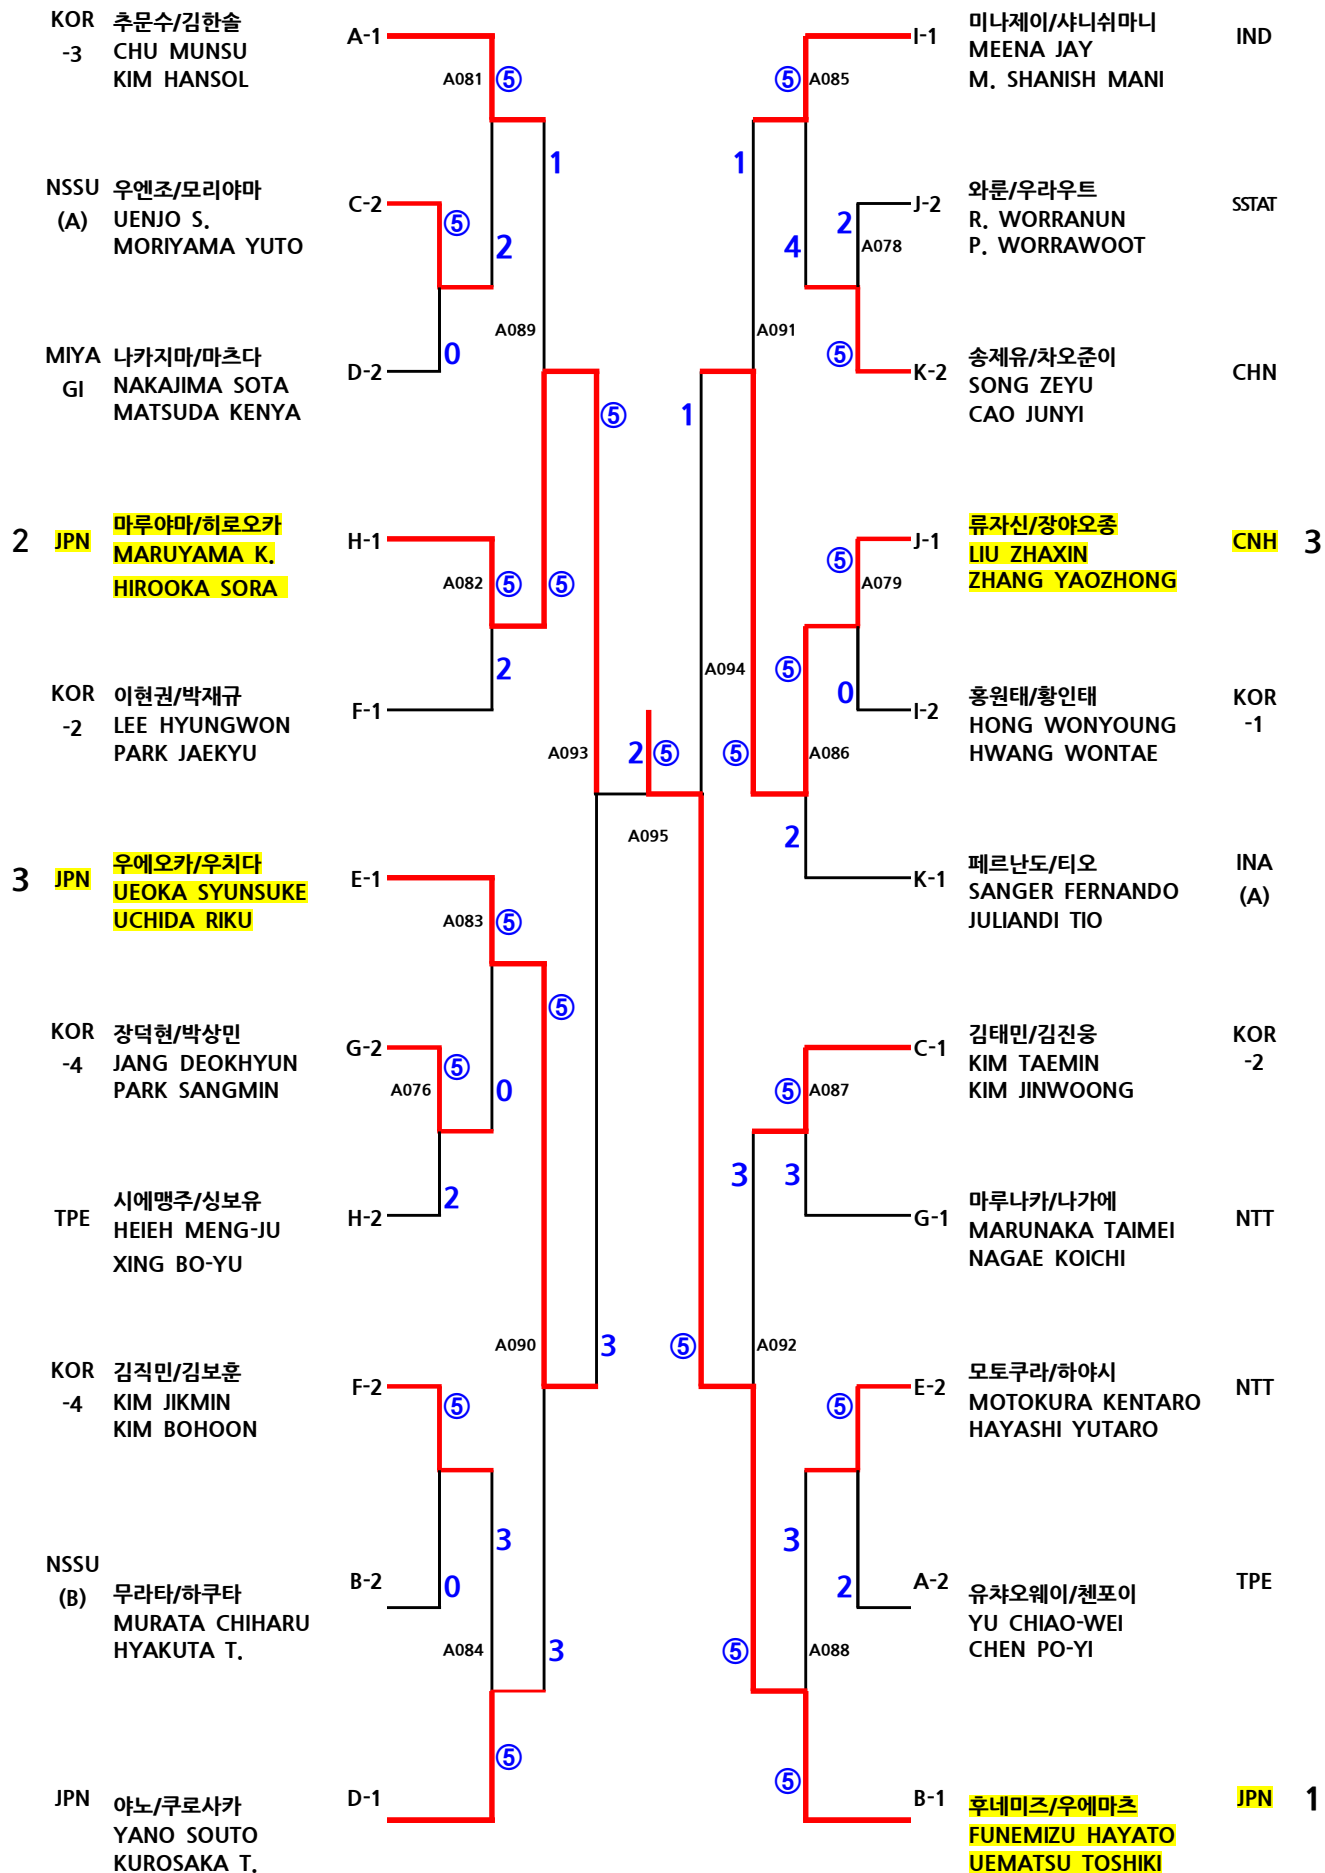 KOR
-3
추문수/김한솔
CHU MUNSU
KIM HANSOL
A-1
A081
⑤
1
NSSU
(A)
우엔조/모리야마
UENJO S.
MORIYAMA YUTO
C-2
⑤
2
A089
MIYA
GI
나카지마/마츠다
NAKAJIMA SOTA
MATSUDA KENYA
D-2
0
⑤
2
JPN
마루야마/히로오카
MARUYAMA K.
HIROOKA SORA
H-1
A082
⑤
⑤
KOR
-2
이현권/박재규
LEE HYUNGWON
PARK JAEKYU
F-1
2
A093
2
⑤
A095
3
JPN
우에오카/우치다
UEOKA SYUNSUKE
UCHIDA RIKU
E-1
A083
⑤
⑤
KOR
-4
장덕현/박상민
JANG DEOKHYUN
PARK SANGMIN
G-2
A076
⑤
0
TPE
시에맹주/싱보유
HEIEH MENG-JU
XING BO-YU
H-2
2
A090
3
KOR
-4
김직민/김보훈
KIM JIKMIN
KIM BOHOON
F-2
⑤
3
NSSU
(B)
무라타/하쿠타
MURATA CHIHARU
HYAKUTA T.
B-2
0
A084
3
JPN
야노/쿠로사카
YANO SOUTO
KUROSAKA T.
D-1
⑤
I-1
미나제이/샤니쉬마니
MEENA JAY
M. SHANISH MANI
IND
⑤
A085
1
J-2
와룬/우라우트
R. WORRANUN
P. WORRAWOOT
SSTAT
4
2
A078
A091
K-2
송제유/차오준이
SONG ZEYU
CAO JUNYI
CHN
⑤
1
J-1
류자신/장야오종
LIU ZHAXIN
ZHANG YAOZHONG
CNH
3
⑤
A079
A094
⑤
0
I-2
홍원태/황인태
HONG WONYOUNG
HWANG WONTAE
KOR
-1
⑤
A086
2
K-1
페르난도/티오
SANGER FERNANDO
JULIANDI TIO
INA
(A)
C-1
김태민/김진웅
KIM TAEMIN
KIM JINWOONG
KOR
-2
⑤
A087
3
3
G-1
마루나카/나가에
MARUNAKA TAIMEI
NAGAE KOICHI
NTT
⑤
A092
E-2
모토쿠라/하야시
MOTOKURA KENTARO
HAYASHI YUTARO
NTT
⑤
3
2
A-2
유챠오웨이/첸포이
YU CHIAO-WEI
CHEN PO-YI
TPE
⑤
A088
⑤
B-1
후네미즈/우에마츠
FUNEMIZU HAYATO
UEMATSU TOSHIKI
JPN
1